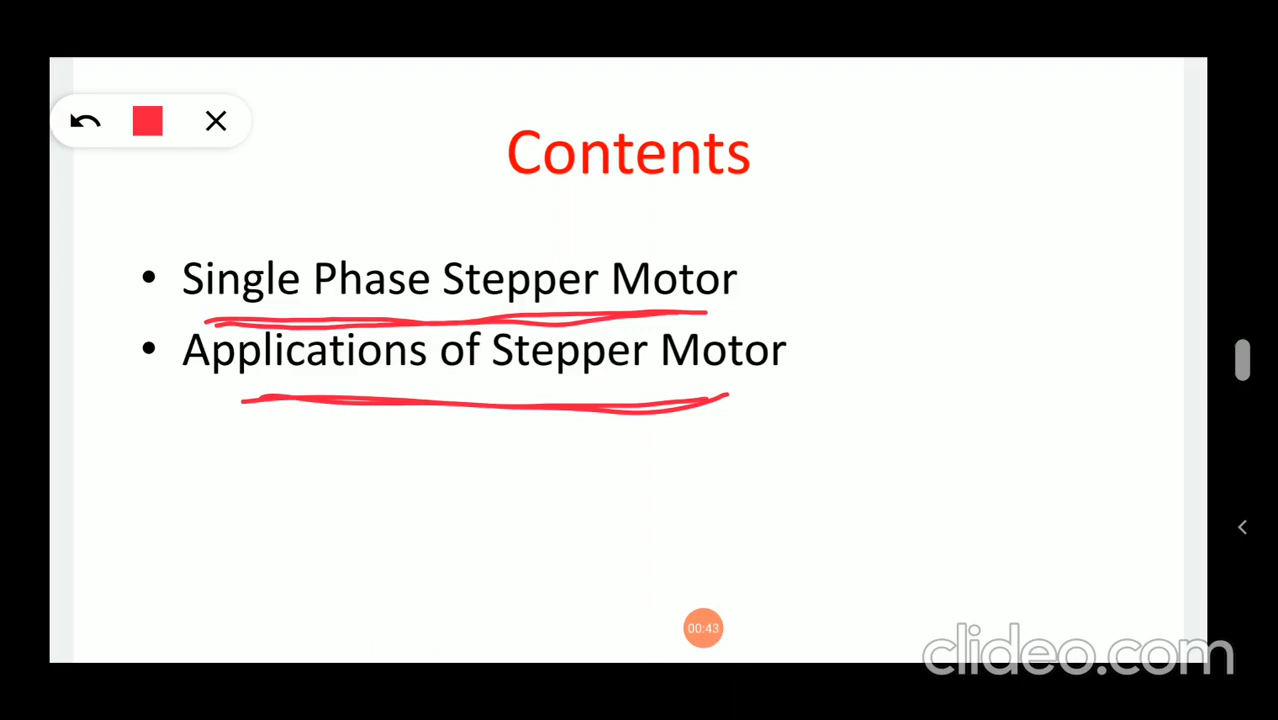 Contents
• Single Phase Stepper Motor
• Applications of Stepper Motor
00:43
clideo.com